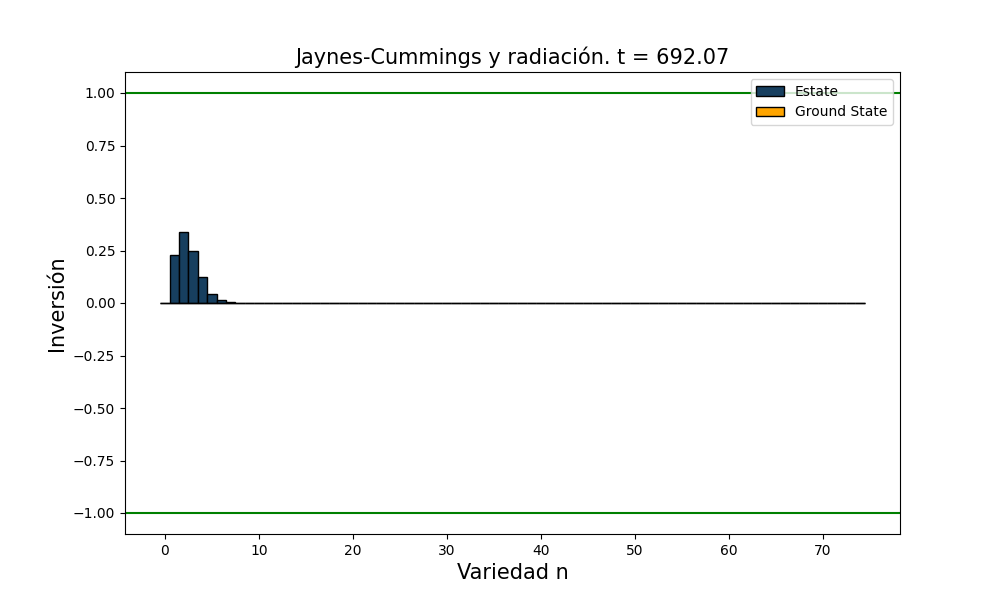 Jaynes-Cummings y radiación. t = 692.07
Estate
Ground State
Inversión
1.00
0.75
0.50
0.25
0.00
−0.25
−0.50
−0.75
−1.00
0 10 20 30 40 50 60 70
Variedad n